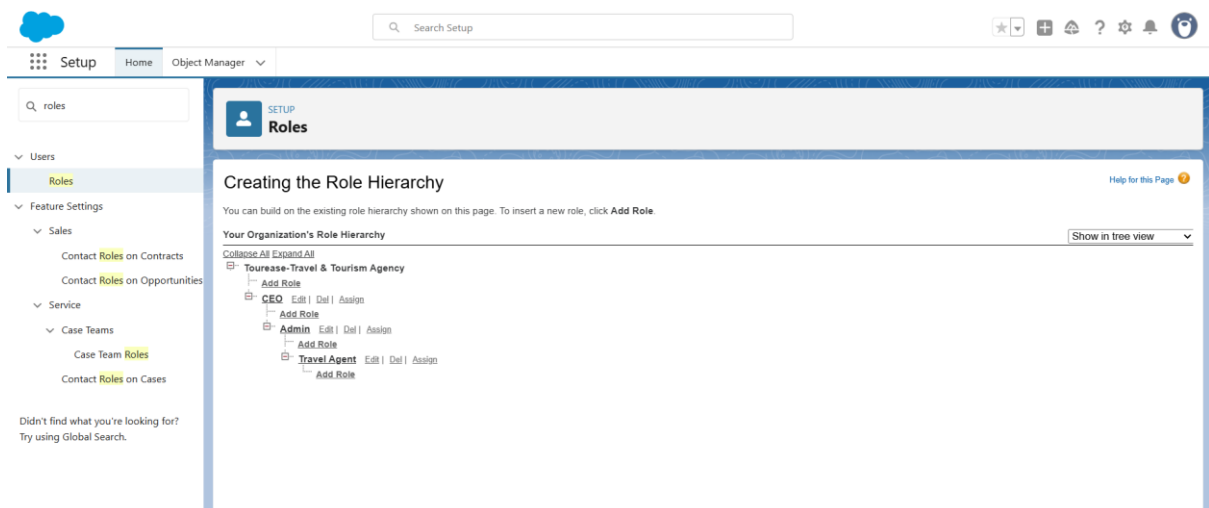 Search Setup
Setup Home Object Manager
roles
Users
Roles
Feature Settings
Sales
Contact Roles on Contracts
Contact Roles on Opportunities
Service
Case Teams
Case Team Roles
Contact Roles on Cases
Didn't find what you're looking for?
Try using Global Search.
SETUP
Roles
Creating the Role Hierarchy
Help for this Page ?
You can build on the existing role hierarchy shown on this page. To insert a new role, click Add Role.
Your Organization's Role Hierarchy
Show in tree view
Collapse All Expand All
Tourease-Travel & Tourism Agency
Add Role
CEO Edit | Del | Assign
Add Role
Admin Edit | Del | Assign
Add Role
Travel Agent Edit | Del | Assign
Add Role